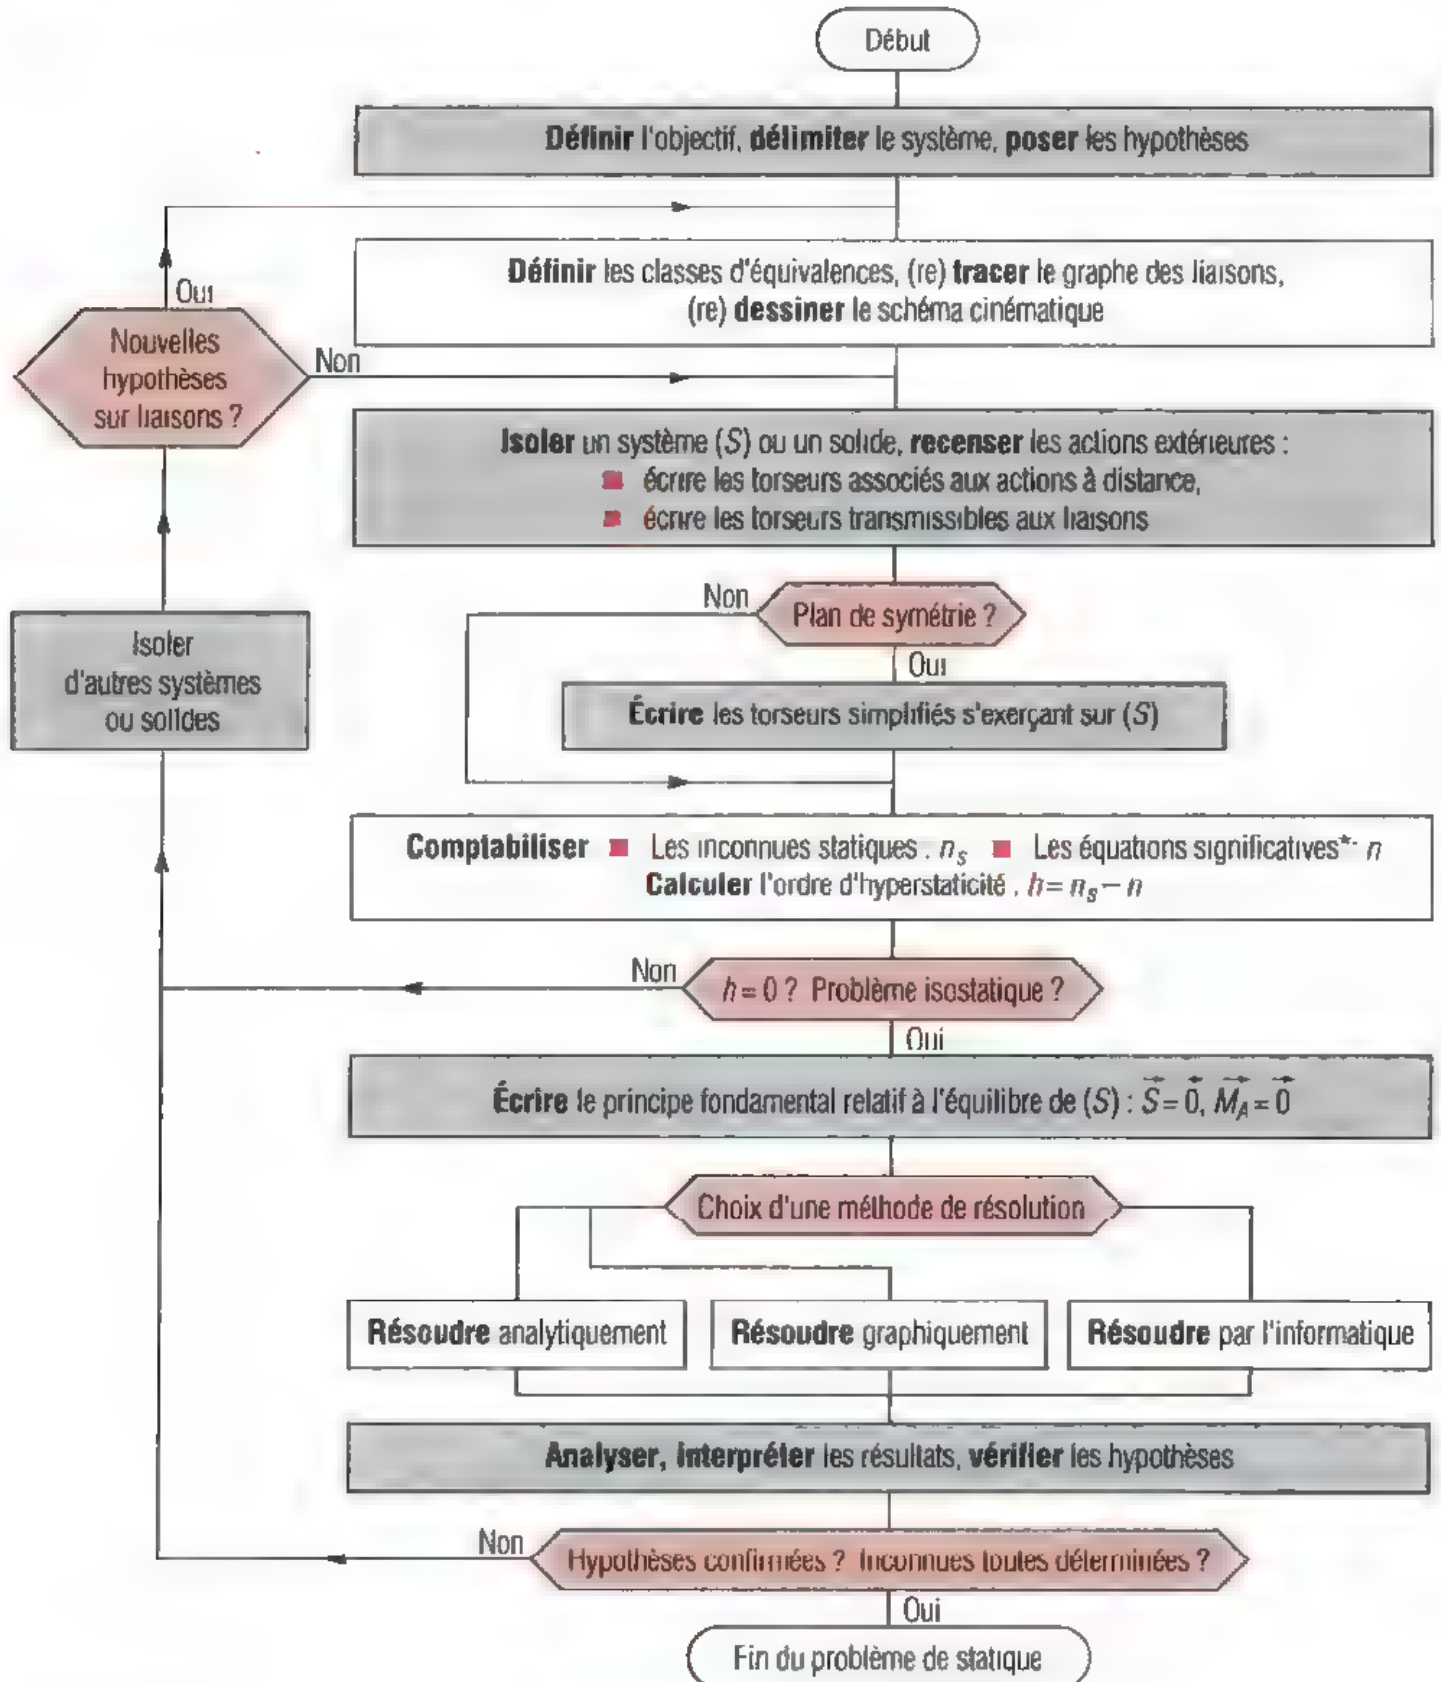 Début
Définir l'objectif, délimiter le système, poser les hypothèses
Définir les classes d'équivalences, (re) tracer le graphe des liaisons,
(re) dessiner le schéma cinématique
Oui
Nouvelles
hypothèses
sur liaisons ?
Non
Isoler un système (S) ou un solide, recenser les actions extérieures :
■ écrire les torseurs associés aux actions à distance,
■ écrire les torseurs transmissibles aux liaisons
Non
Plan de symétrie ?
Oui
Isoler
d'autres systèmes
ou solides
Écrire les torseurs simplifiés s'exerçant sur (S)
Comptabiliser ■ Les inconnues statiques : n_s ■ Les équations significatives* : n
Calculer l'ordre d'hyperstaticité : h = n_s − n
Non
h = 0 ? Problème isostatique ?
Oui
Écrire le principe fondamental relatif à l'équilibre de (S) : S⃗ = 0⃗, M⃗_A = 0⃗
Choix d'une méthode de résolution
Résoudre analytiquement
Résoudre graphiquement
Résoudre par l'informatique
Analyser, interpréter les résultats, vérifier les hypothèses
Non
Hypothèses confirmées ? Inconnues toutes déterminées ?
Oui
Fin du problème de statique